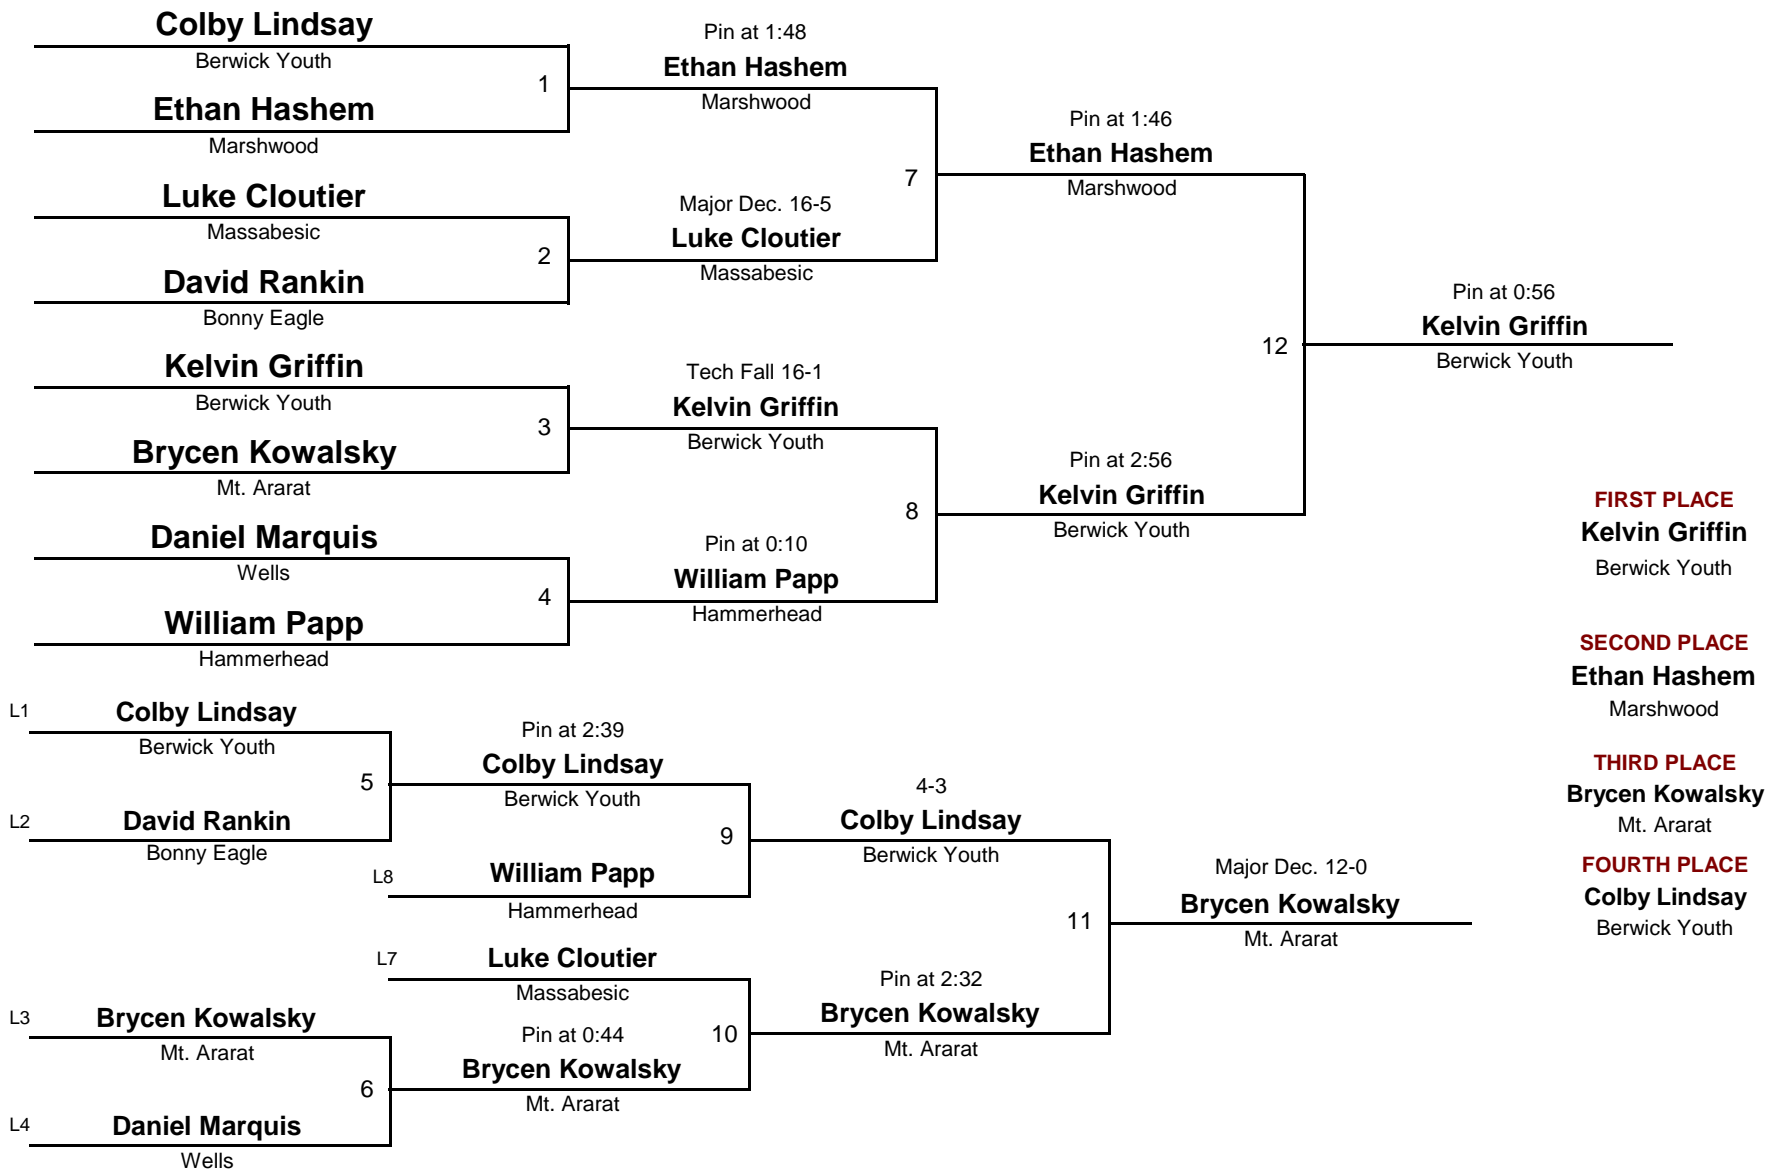 Colby Lindsay
Berwick Youth
1
Ethan Hashem
Marshwood
Luke Cloutier
Massabesic
2
David Rankin
Bonny Eagle
Kelvin Griffin
Berwick Youth
3
Brycen Kowalsky
Mt. Ararat
Daniel Marquis
Wells
4
William Papp
Hammerhead
Pin at 1:48
Ethan Hashem
Marshwood
7
Major Dec. 16-5
Luke Cloutier
Massabesic
Tech Fall 16-1
Kelvin Griffin
Berwick Youth
8
Pin at 0:10
William Papp
Hammerhead
Pin at 1:46
Ethan Hashem
Marshwood
12
Pin at 2:56
Kelvin Griffin
Berwick Youth
Pin at 0:56
Kelvin Griffin
Berwick Youth
FIRST PLACE
Kelvin Griffin
Berwick Youth
SECOND PLACE
Ethan Hashem
Marshwood
THIRD PLACE
Brycen Kowalsky
Mt. Ararat
FOURTH PLACE
Colby Lindsay
Berwick Youth
L1 Colby Lindsay
Berwick Youth
5
L2 David Rankin
Bonny Eagle
Pin at 2:39
Colby Lindsay
Berwick Youth
9
L8 William Papp
Hammerhead
L7 Luke Cloutier
Massabesic
L3 Brycen Kowalsky
Mt. Ararat
6
L4 Daniel Marquis
Wells
Pin at 0:44
10
Brycen Kowalsky
Mt. Ararat
4-3
Colby Lindsay
Berwick Youth
11
Pin at 2:32
Brycen Kowalsky
Mt. Ararat
Major Dec. 12-0
Brycen Kowalsky
Mt. Ararat